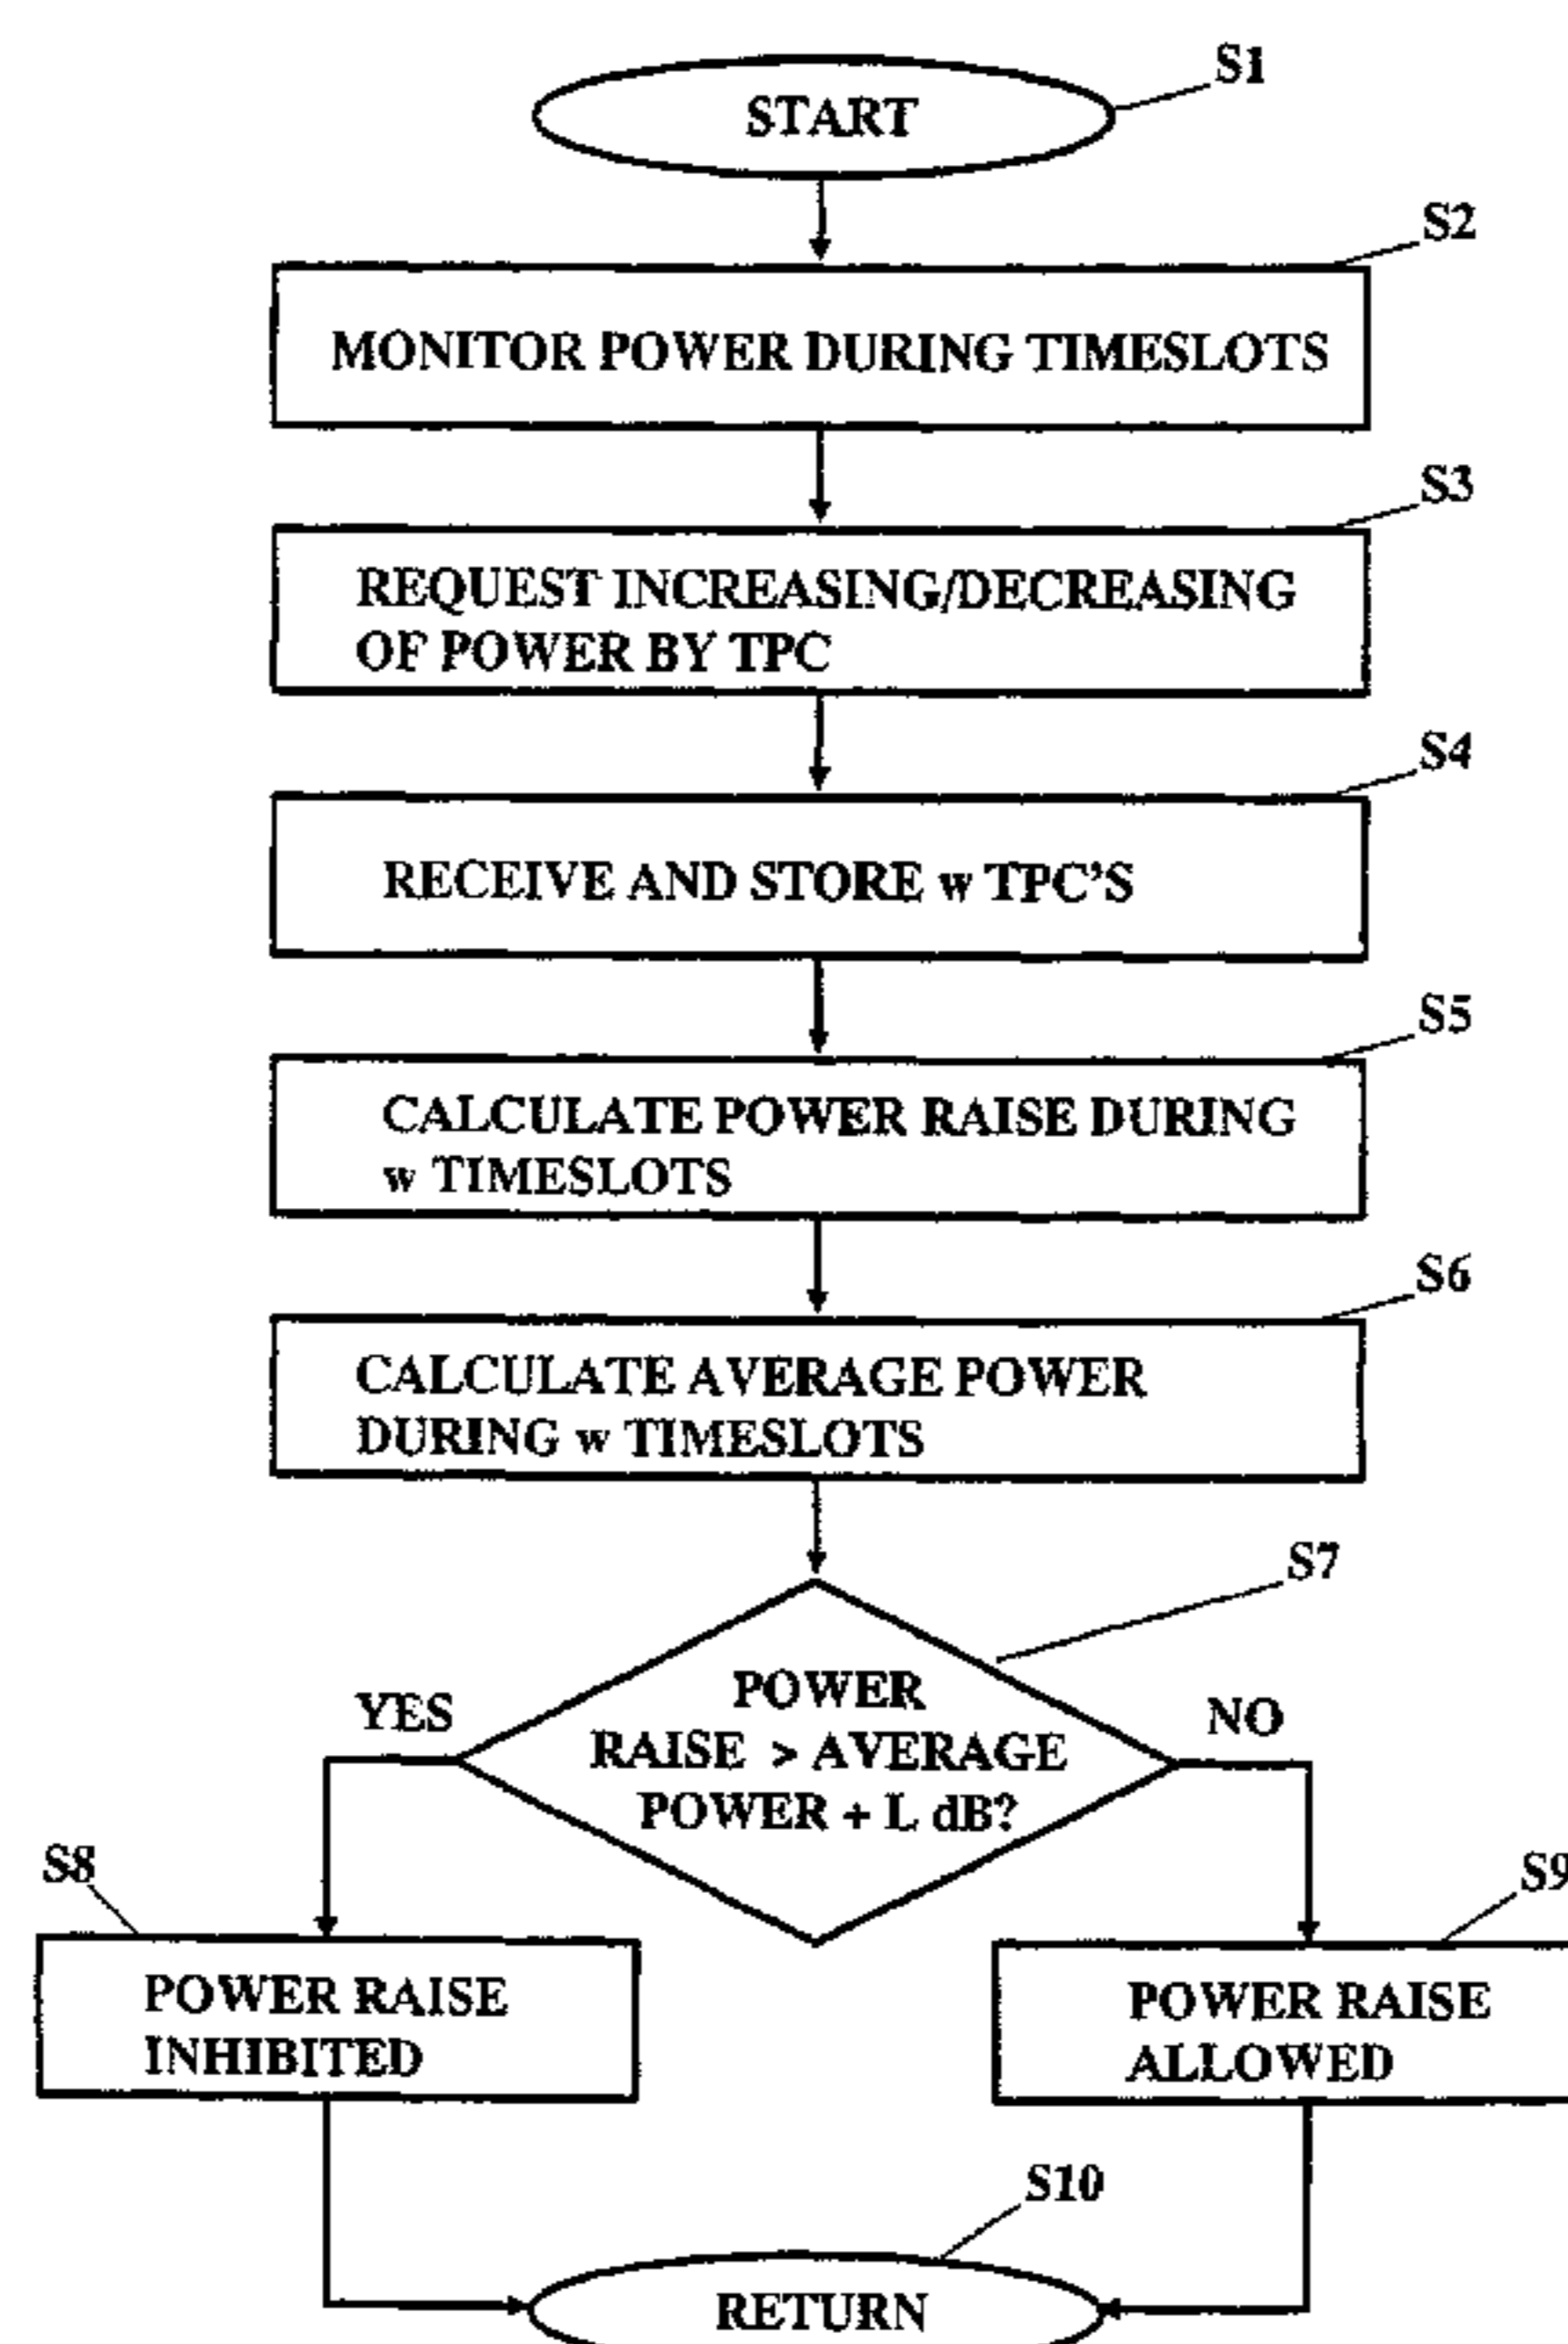 S1
START
S2
MONITOR POWER DURING TIMESLOTS
S3
REQUEST INCREASING/DECREASING
OF POWER BY TPC
S4
RECEIVE AND STORE w TPC'S
S5
CALCULATE POWER RAISE DURING
w TIMESLOTS
S6
CALCULATE AVERAGE POWER
DURING w TIMESLOTS
S7
POWER
RAISE > AVERAGE
POWER + L dB?
YES
NO
S8
POWER RAISE
INHIBITED
S9
POWER RAISE
ALLOWED
S10
RETURN